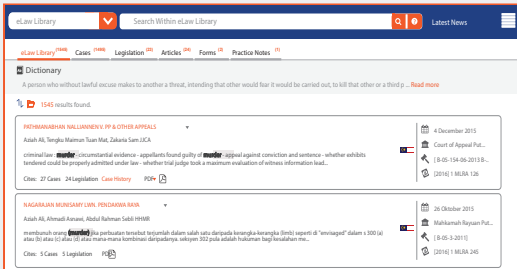 eLaw Library Search Within eLaw Library Latest News
eLaw Library (1545) Cases Legislation Articles Forms Practice Notes (1)
Dictionary
A person who without lawful excuse makes to another a threat, intending that other would fear it would be carried out, to kill that other or a third p ... Read more
1545 results found.
PATHMANABHAN NALLIANNEN V. PP & OTHER APPEALS
Aziah Ali, Tengku Maimun Tuan Mat, Zakaria Sam JJCA
criminal law : murder - circumstantial evidence - appellants found guilty of murder - appeal against conviction and sentence - whether exhibits
tendered could be properly admitted under law - whether trial judge took a maximum evaluation of witness information lead...
Cites: 27 Cases 24 Legislation Case History PDF
4 December 2015
Court of Appeal Put...
[B-05-154-06-2013 B-..
[2016] 1 MLRA 126
NAGARAJAN MUNISAMY LWN. PENDAKWA RAYA
Aziah Ali, Ahmadi Asnawi, Abdul Rahman Sebli HHMR
membunuh orang (murder) jika perbuatan tersebut terjumlah dalam salah satu daripada kerangka-kerangka (limb) seperti di "envisaged" dalam s 300 (a)
atau (b) atau (c) atau (d) atau mana-mana kombinasi daripadanya. seksyen 302 pula adalah hukuman bagi kesalahan me...
Cites: 5 Cases 5 Legislation PDF
26 Oktober 2015
Mahkamah Rayuan Put...
[ B-05-3-2011]
[2016] 1 MLRA 245